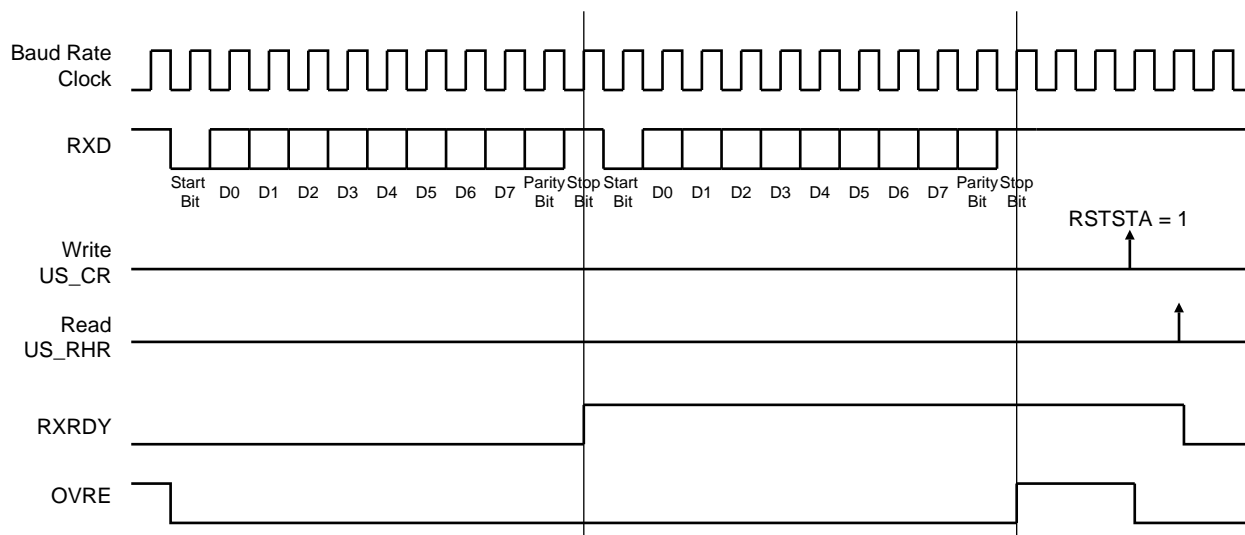 Baud Rate
Clock
RXD
Start
Bit
D0 D1 D2 D3 D4 D5 D6 D7
Parity
Bit
Stop
Bit
Start
Bit
D0 D1 D2 D3 D4 D5 D6 D7
Parity
Bit
Stop
Bit
RSTSTA = 1
Write
US_CR
Read
US_RHR
RXRDY
OVRE